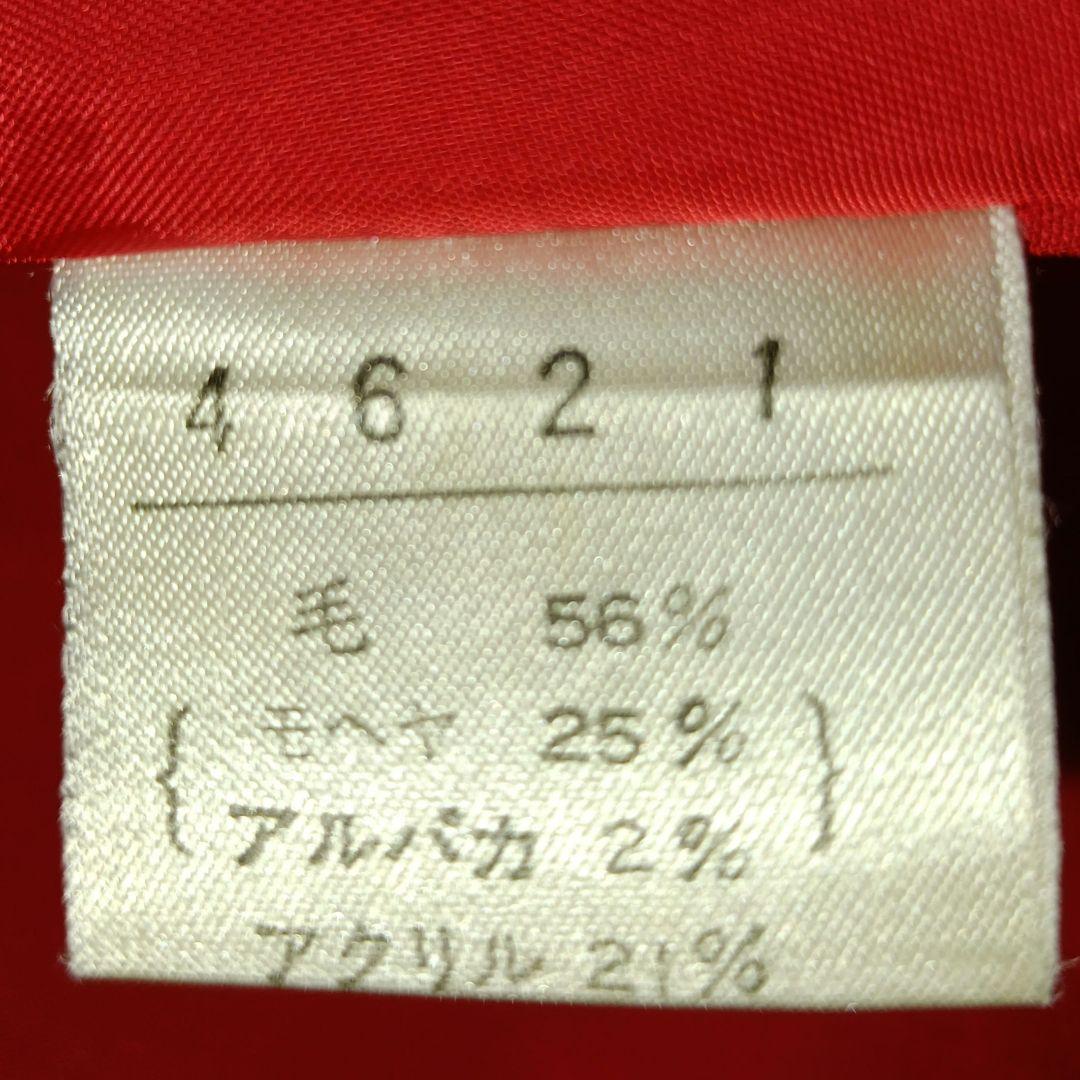 4 6 2 1
毛 56%
{モヘヤ 25%}
アルパカ 2%
アクリル 21%